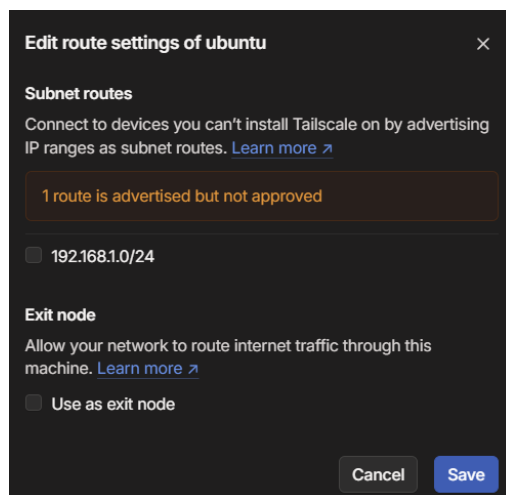 Edit route settings of ubuntu
Subnet routes
Connect to devices you can't install Tailscale on by advertising
IP ranges as subnet routes. Learn more ↗
1 route is advertised but not approved
192.168.1.0/24
Exit node
Allow your network to route internet traffic through this
machine. Learn more ↗
Use as exit node
Cancel Save